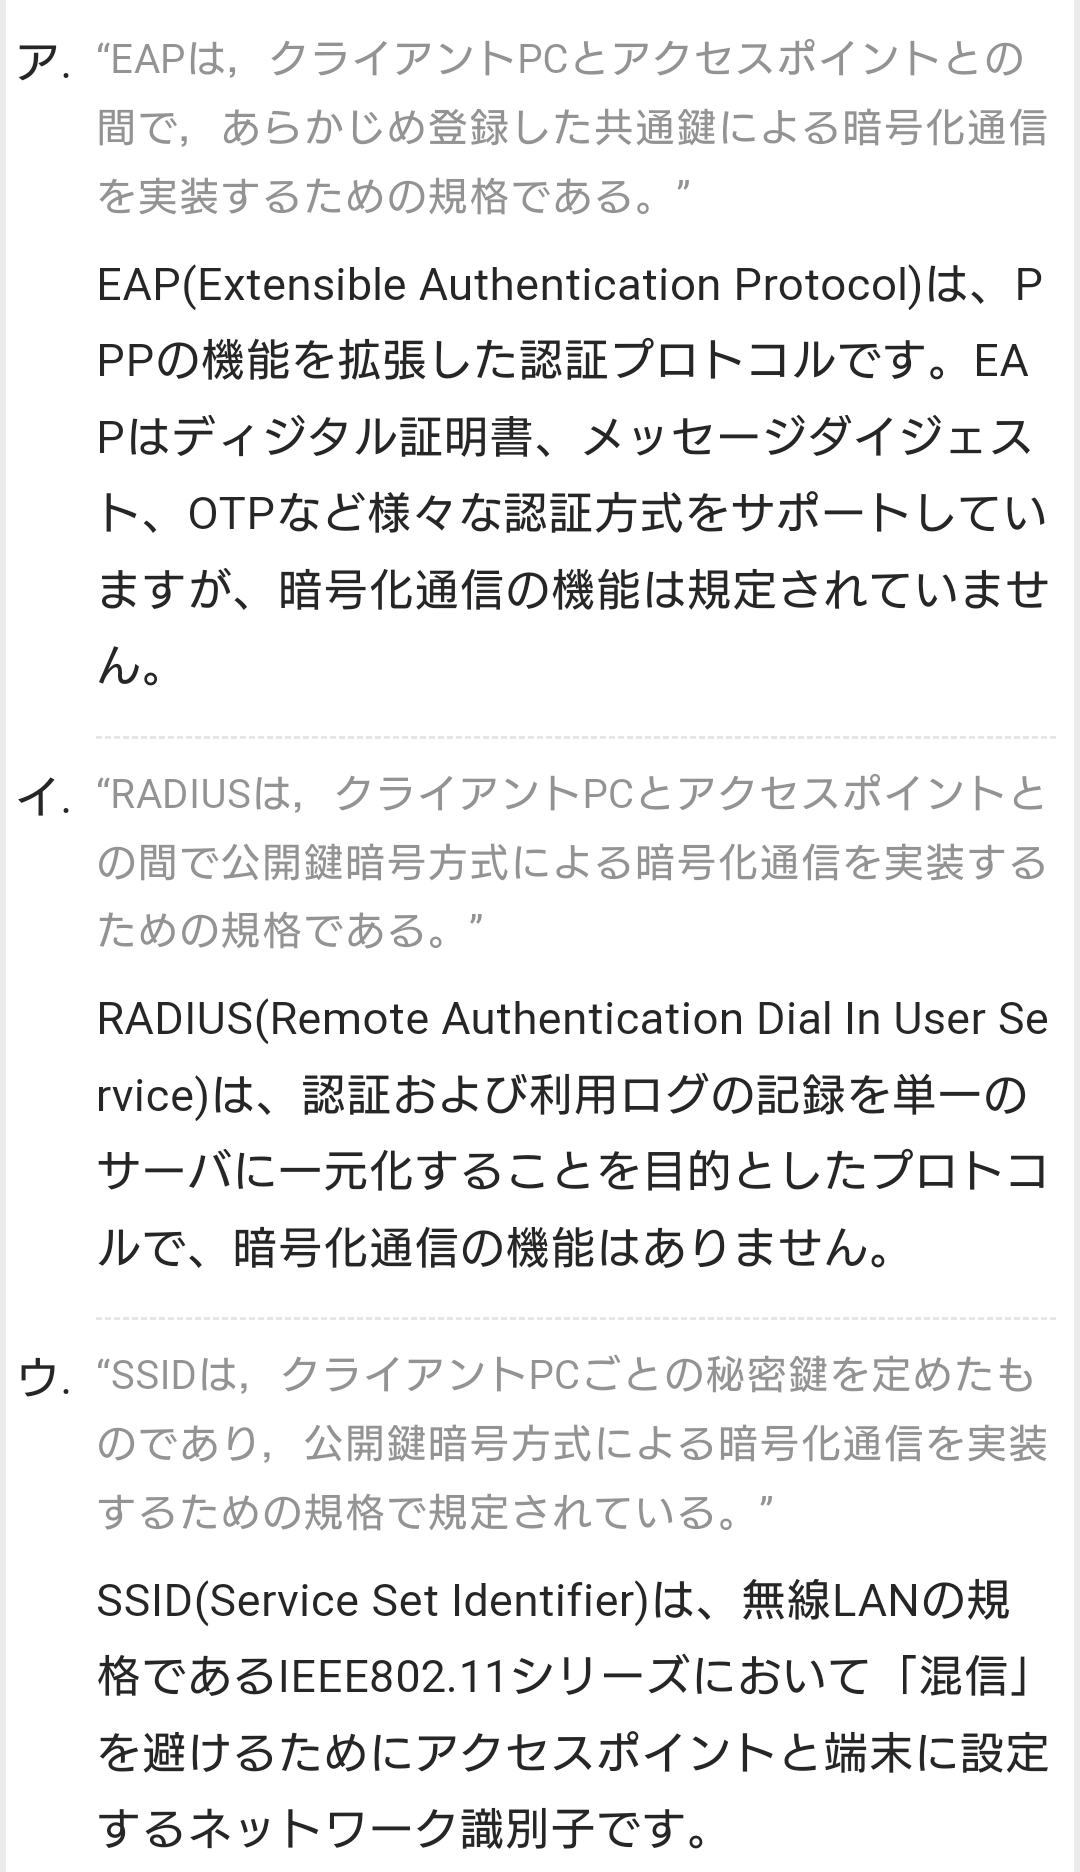 ア. “EAPは，クライアントPCとアクセスポイントとの
間で，あらかじめ登録した共通鍵による暗号化通信
を実装するための規格である。”
EAP(Extensible Authentication Protocol)は、P
PPの機能を拡張した認証プロトコルです。EA
Pはディジタル証明書、メッセージダイジェス
ト、OTPなど様々な認証方式をサポートしてい
ますが、暗号化通信の機能は規定されていませ
ん。
イ. “RADIUSは，クライアントPCとアクセスポイントと
の間で公開鍵暗号方式による暗号化通信を実装する
ための規格である。”
RADIUS(Remote Authentication Dial In User Se
rvice)は、認証および利用ログの記録を単一の
サーバに一元化することを目的としたプロトコ
ルで、暗号化通信の機能はありません。
ウ. “SSIDは，クライアントPCごとの秘密鍵を定めたも
のであり，公開鍵暗号方式による暗号化通信を実装
するための規格で規定されている。”
SSID(Service Set Identifier)は、無線LANの規
格であるIEEE802.11シリーズにおいて「混信」
を避けるためにアクセスポイントと端末に設定
するネットワーク識別子です。